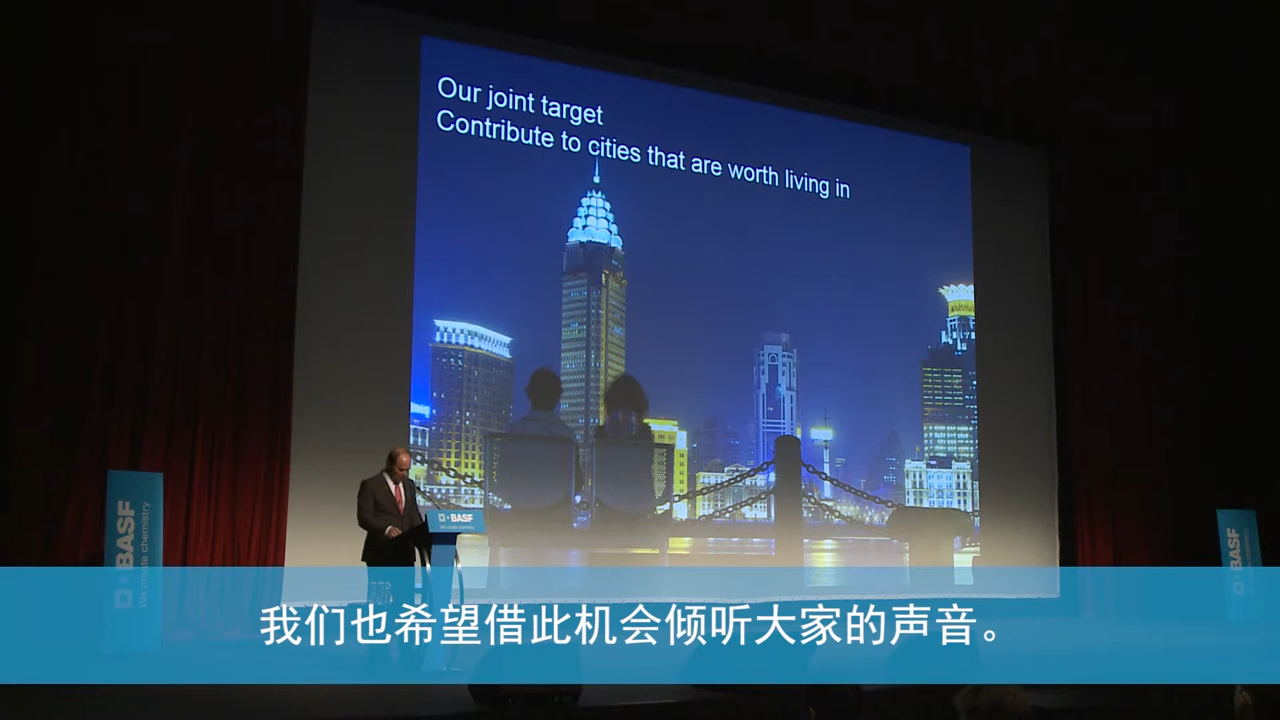 Our joint target
Contribute to cities that are worth living in
BASF
We create chemistry
BASF
We create chemistry
BASF
我们也希望借此机会倾听大家的声音。